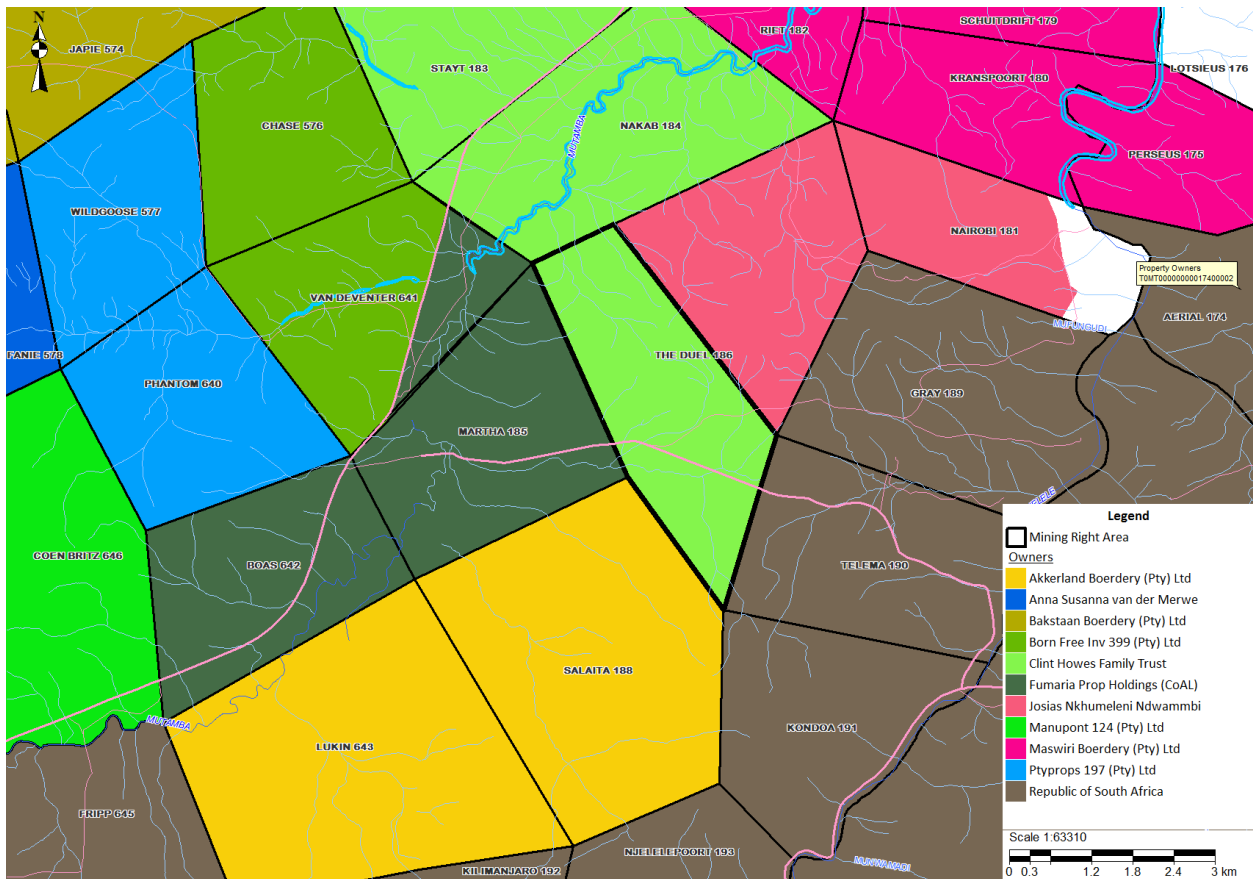 N
JAPIE 574
STAYT 183
RIFT 182
SCHUITDRIFT 179
LOTSIEUS 176
KRANSPOORT 180
CHASE 576
NAKAB 184
MUTAMBA
PERSEUS 175
WILDGOOSE 577
NAIROBI 181
VAN DEVENTER 641
Property Owners
T0MT00000000017400002
AERIAL 174
MUFUNGUDI
FANIE 578
THE DUEL 186
PHANTOM 640
GRAY 189
MARTHA 185
COEN BRITZ 646
BOAS 642
TELEMA 190
SALAITA 188
MUTAMBA
LUKIN 643
KONDOA 191
FRIPP 645
NJELELEPOORT 193
KILIMANJARO 192
MUNWAMADI
Legend
Mining Right Area
Owners
Akkerland Boerdery (Pty) Ltd
Anna Susanna van der Merwe
Bakstaan Boerdery (Pty) Ltd
Born Free Inv 399 (Pty) Ltd
Clint Howes Family Trust
Fumaria Prop Holdings (CoAL)
Josias Nkhumeleni Ndwammbi
Manupont 124 (Pty) Ltd
Maswiri Boerdery (Pty) Ltd
Ptyprops 197 (Pty) Ltd
Republic of South Africa
Scale 1:63310
0 0.3 1.2 1.8 2.4 3 km